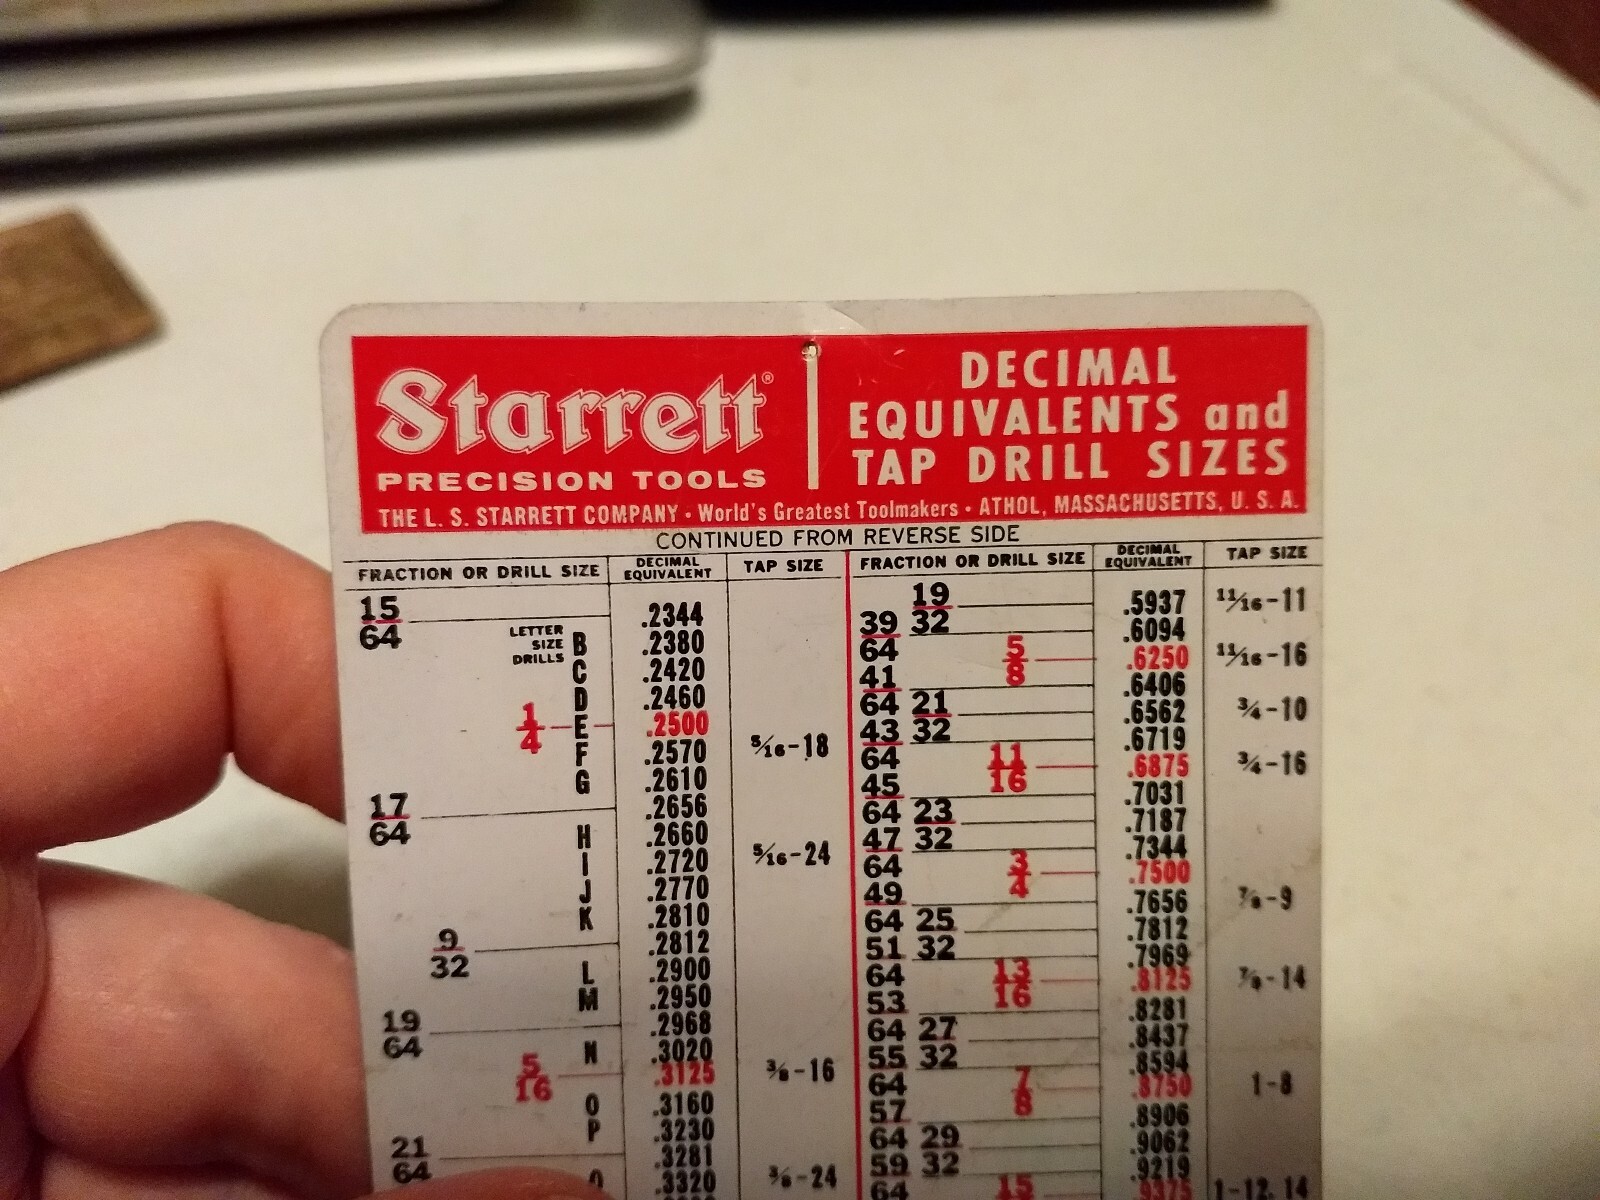 Starrett®
PRECISION TOOLS
DECIMAL
EQUIVALENTS and
TAP DRILL SIZES
THE L. S. STARRETT COMPANY • World's Greatest Toolmakers • ATHOL, MASSACHUSETTS, U. S. A.
CONTINUED FROM REVERSE SIDE
FRACTION OR DRILL SIZE DECIMAL EQUIVALENT TAP SIZE
15/64 .2344
LETTER SIZE DRILLS B .2380
C .2420
D .2460
1/4 E .2500
F .2570 5/16-18
G .2610
17/64 .2656
H .2660
I .2720 5/16-24
J .2770
K .2810
9/32 .2812
L .2900
M .2950
19/64 .2968
N .3020
5/16 .3125 3/8-16
O .3160
P .3230
21/64 .3281
.3320 3/8-24
FRACTION OR DRILL SIZE DECIMAL EQUIVALENT TAP SIZE
19/32 .5937 11/16-11
39/64 .6094
5/8 .6250 11/16-16
41/64 .6406
21/32 .6562 3/4-10
43/64 .6719
11/16 .6875 3/4-16
45/64 .7031
23/32 .7187
47/64 .7344
3/4 .7500
49/64 .7656 7/8-9
25/32 .7812
51/64 .7969
13/16 .8125 7/8-14
53/64 .8281
27/32 .8437
55/64 .8594
7/8 .8750 1-8
57/64 .8906
29/32 .9062
59/64 .9219
15 .9375 1-12, 14